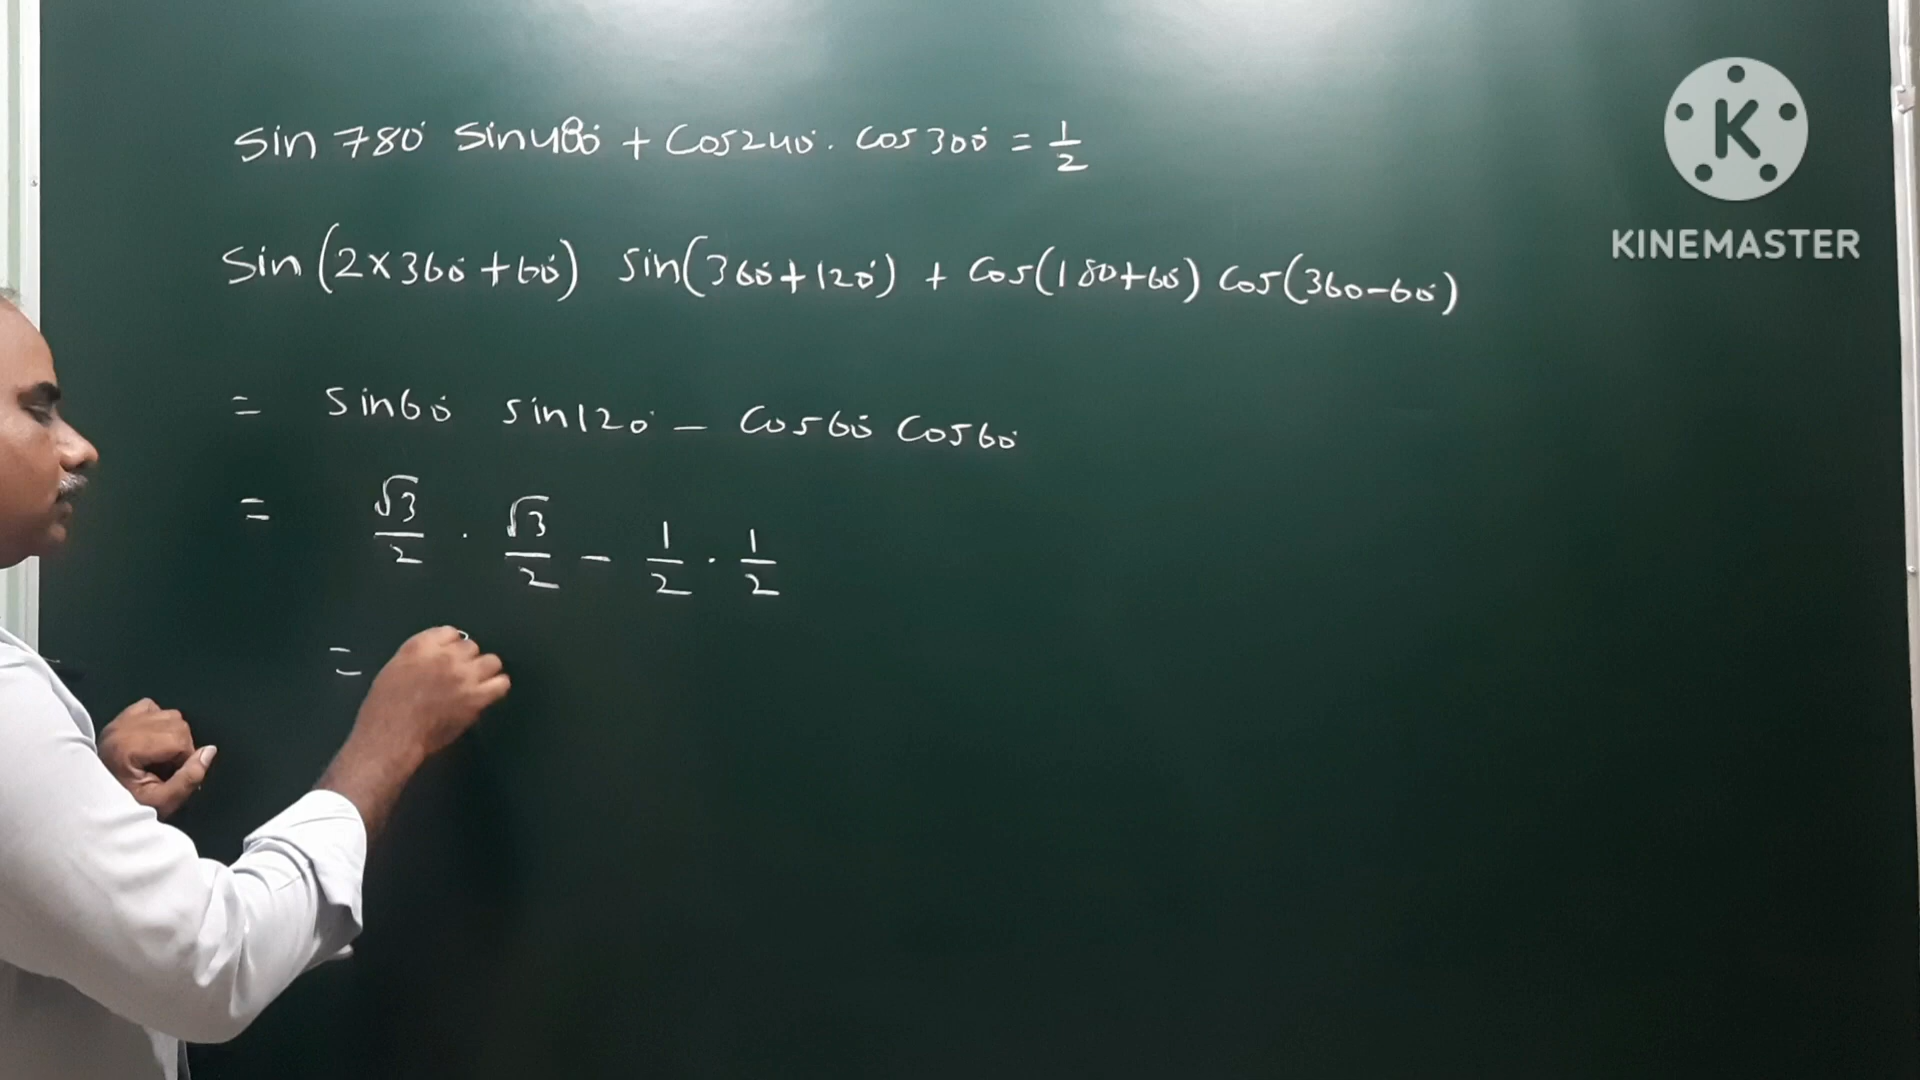 sin 780° sin480° + cos240°. cos 300° = 1/2
sin (2×360°+60°) sin(360°+120°) + cos(180+60°) cos(360-60°)
= sin60° sin120° - cos60° cos60°
= √3/2 . √3/2 - 1/2 . 1/2
=
K
KINEMASTER